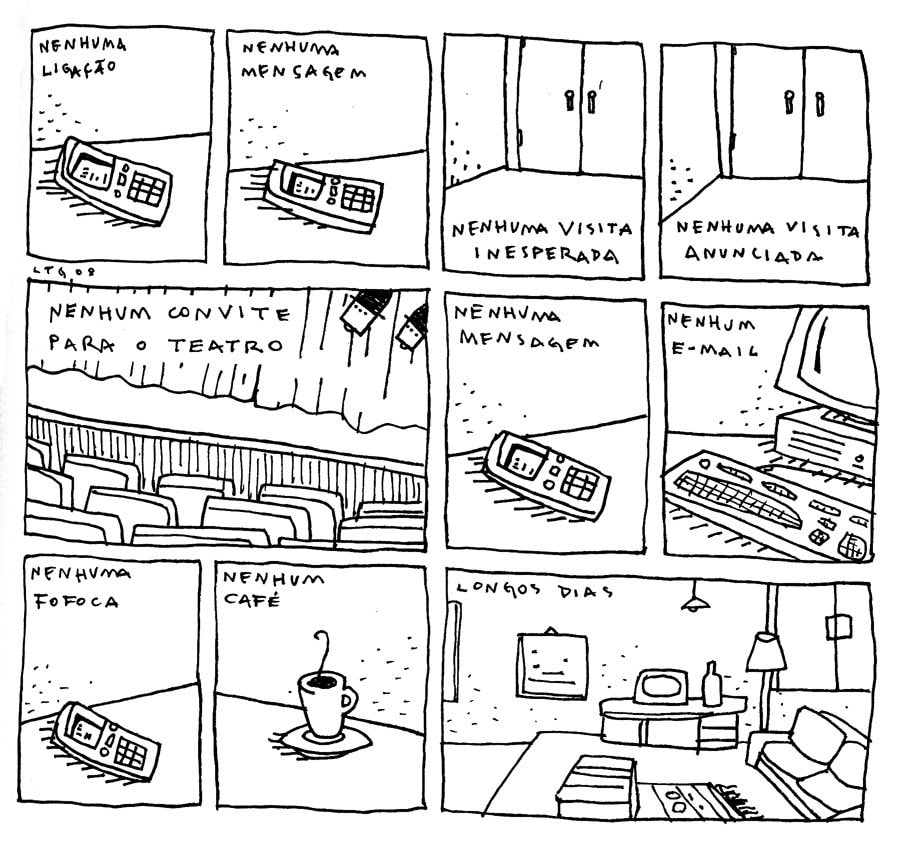 NENHUMA
LIGAÇÃO
NENHUMA
MENSAGEM
NENHUMA VISITA
INESPERADA
NENHUMA VISITA
ANUNCIADA
LTG 08
NENHUM CONVITE
PARA O TEATRO
NENHUMA
MENSAGEM
NENHUM
E-MAIL
NENHUMA
FOFOCA
NENHUM
CAFÉ
LONGOS DIAS